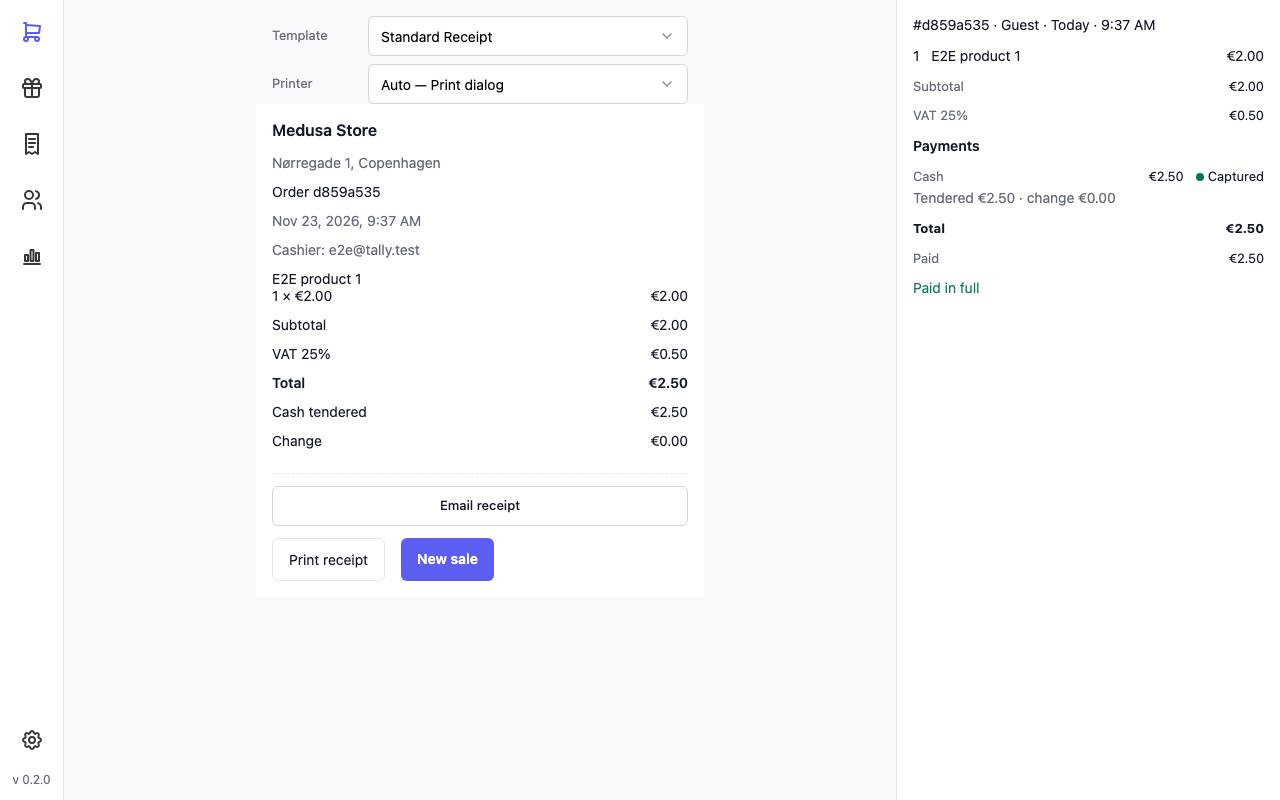 Template
Standard Receipt
Printer
Auto — Print dialog
Medusa Store
Nørregade 1, Copenhagen
Order d859a535
Nov 23, 2026, 9:37 AM
Cashier: e2e@tally.test
E2E product 1
1 × €2.00 €2.00
Subtotal €2.00
VAT 25% €0.50
Total €2.50
Cash tendered €2.50
Change €0.00
Email receipt
Print receipt New sale
#d859a535 · Guest · Today · 9:37 AM
1 E2E product 1 €2.00
Subtotal €2.00
VAT 25% €0.50
Payments
Cash €2.50 Captured
Tendered €2.50 · change €0.00
Total €2.50
Paid €2.50
Paid in full
v 0.2.0